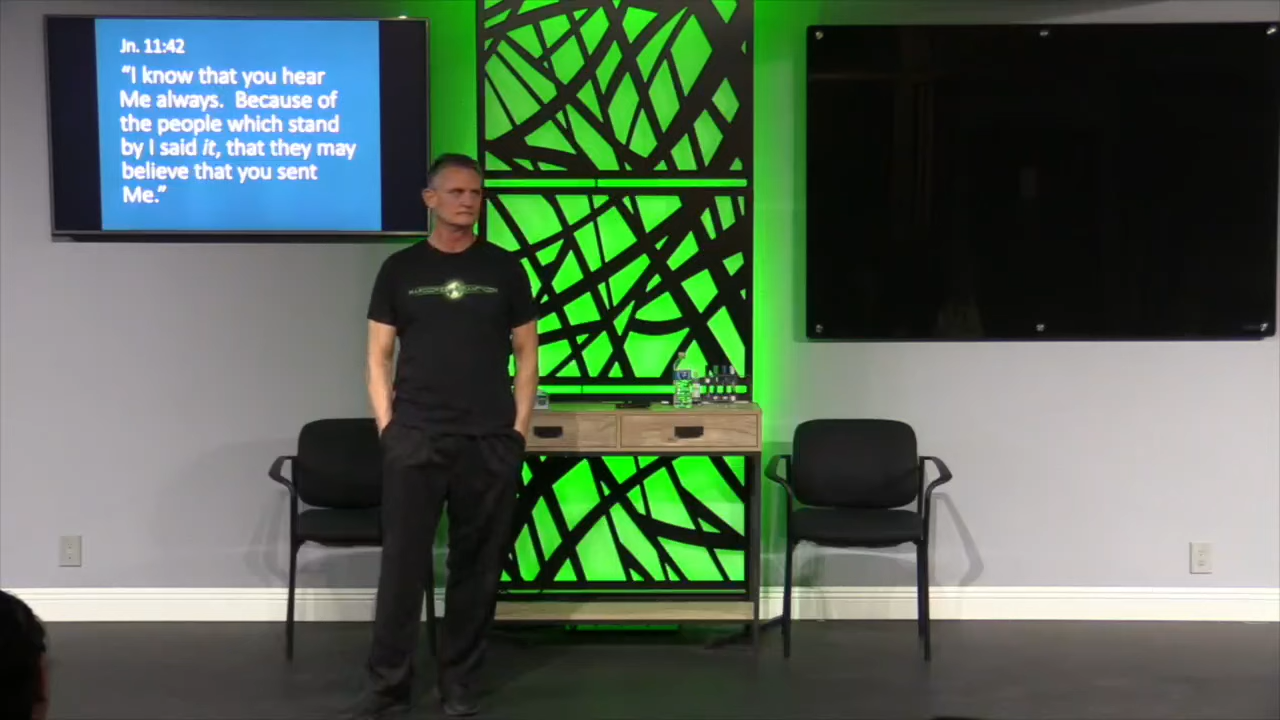 Jn. 11:42
“I know that you hear
Me always.  Because of
the people which stand
by I said it, that they may
believe that you sent
Me.”